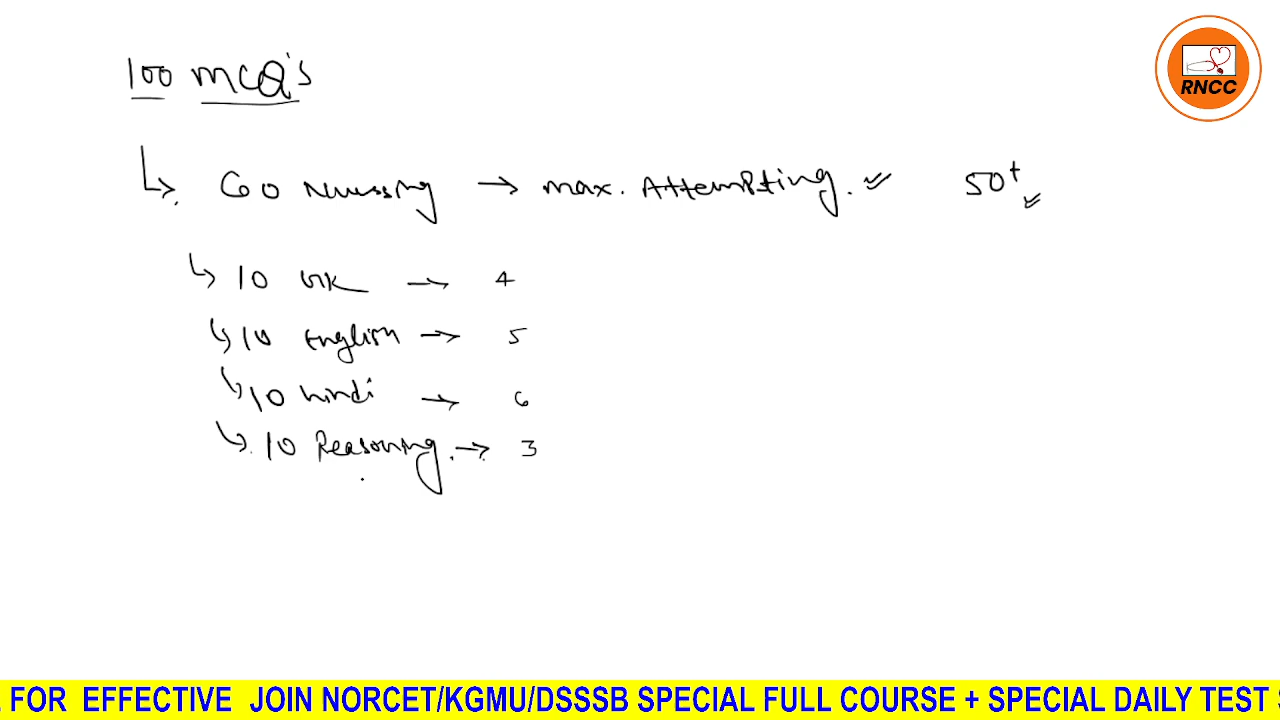 100 MCQ's
RNCC
↳ 60 Nursing → max. Attempting. 50+
↳ 10 GK → 4
↳ 10 English → 5
↳ 10 hindi → 6
↳ 10 Reasoning. → 3
FOR EFFECTIVE JOIN NORCET/KGMU/DSSSB SPECIAL FULL COURSE + SPECIAL DAILY TEST